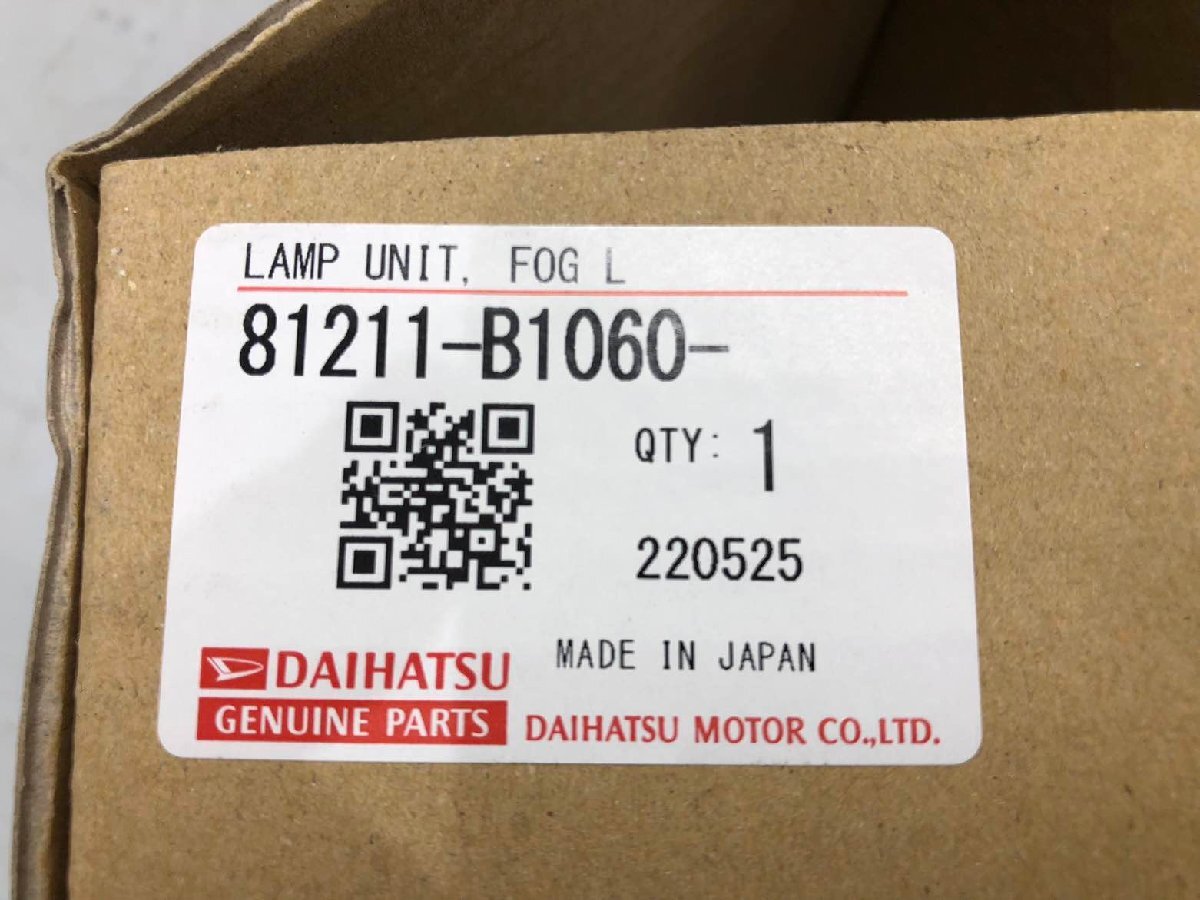 LAMP UNIT, FOG L
81211-B1060-
QTY: 1
220525
MADE IN JAPAN
DAIHATSU
GENUINE PARTS
DAIHATSU MOTOR CO.,LTD.